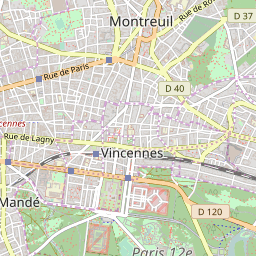 Montreuil
Rue de Ro
D 37
Rue de Paris
D 40
cennes
Rue de Lagny
Vincennes
Mandé
D 120
Paris 12e